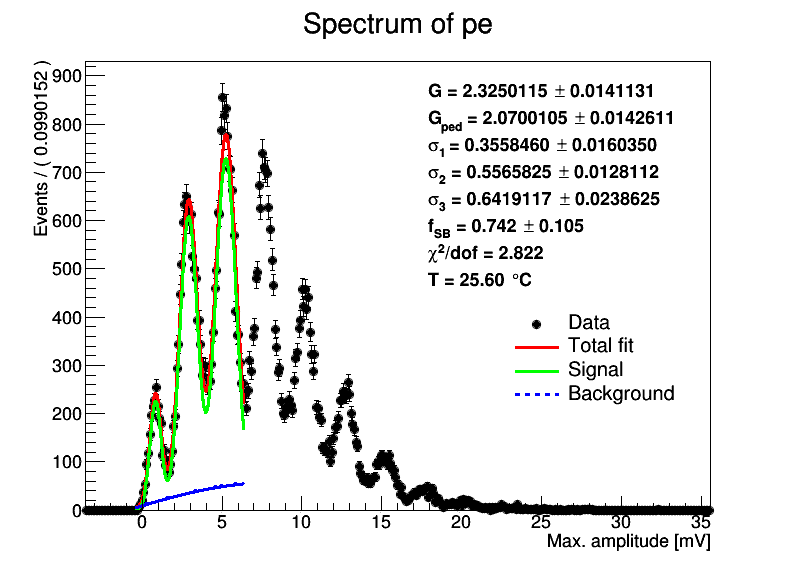 Spectrum of pe
Events / ( 0.0990152 )
900
800
700
600
500
400
300
200
100
0
G = 2.3250115 ± 0.0141131
G_ped = 2.0700105 ± 0.0142611
σ_1 = 0.3558460 ± 0.0160350
σ_2 = 0.5565825 ± 0.0128112
σ_3 = 0.6419117 ± 0.0238625
f_SB = 0.742 ± 0.105
χ²/dof = 2.822
T = 25.60 °C
Data
Total fit
Signal
Background
0 5 10 15 20 25 30 35
Max. amplitude [mV]